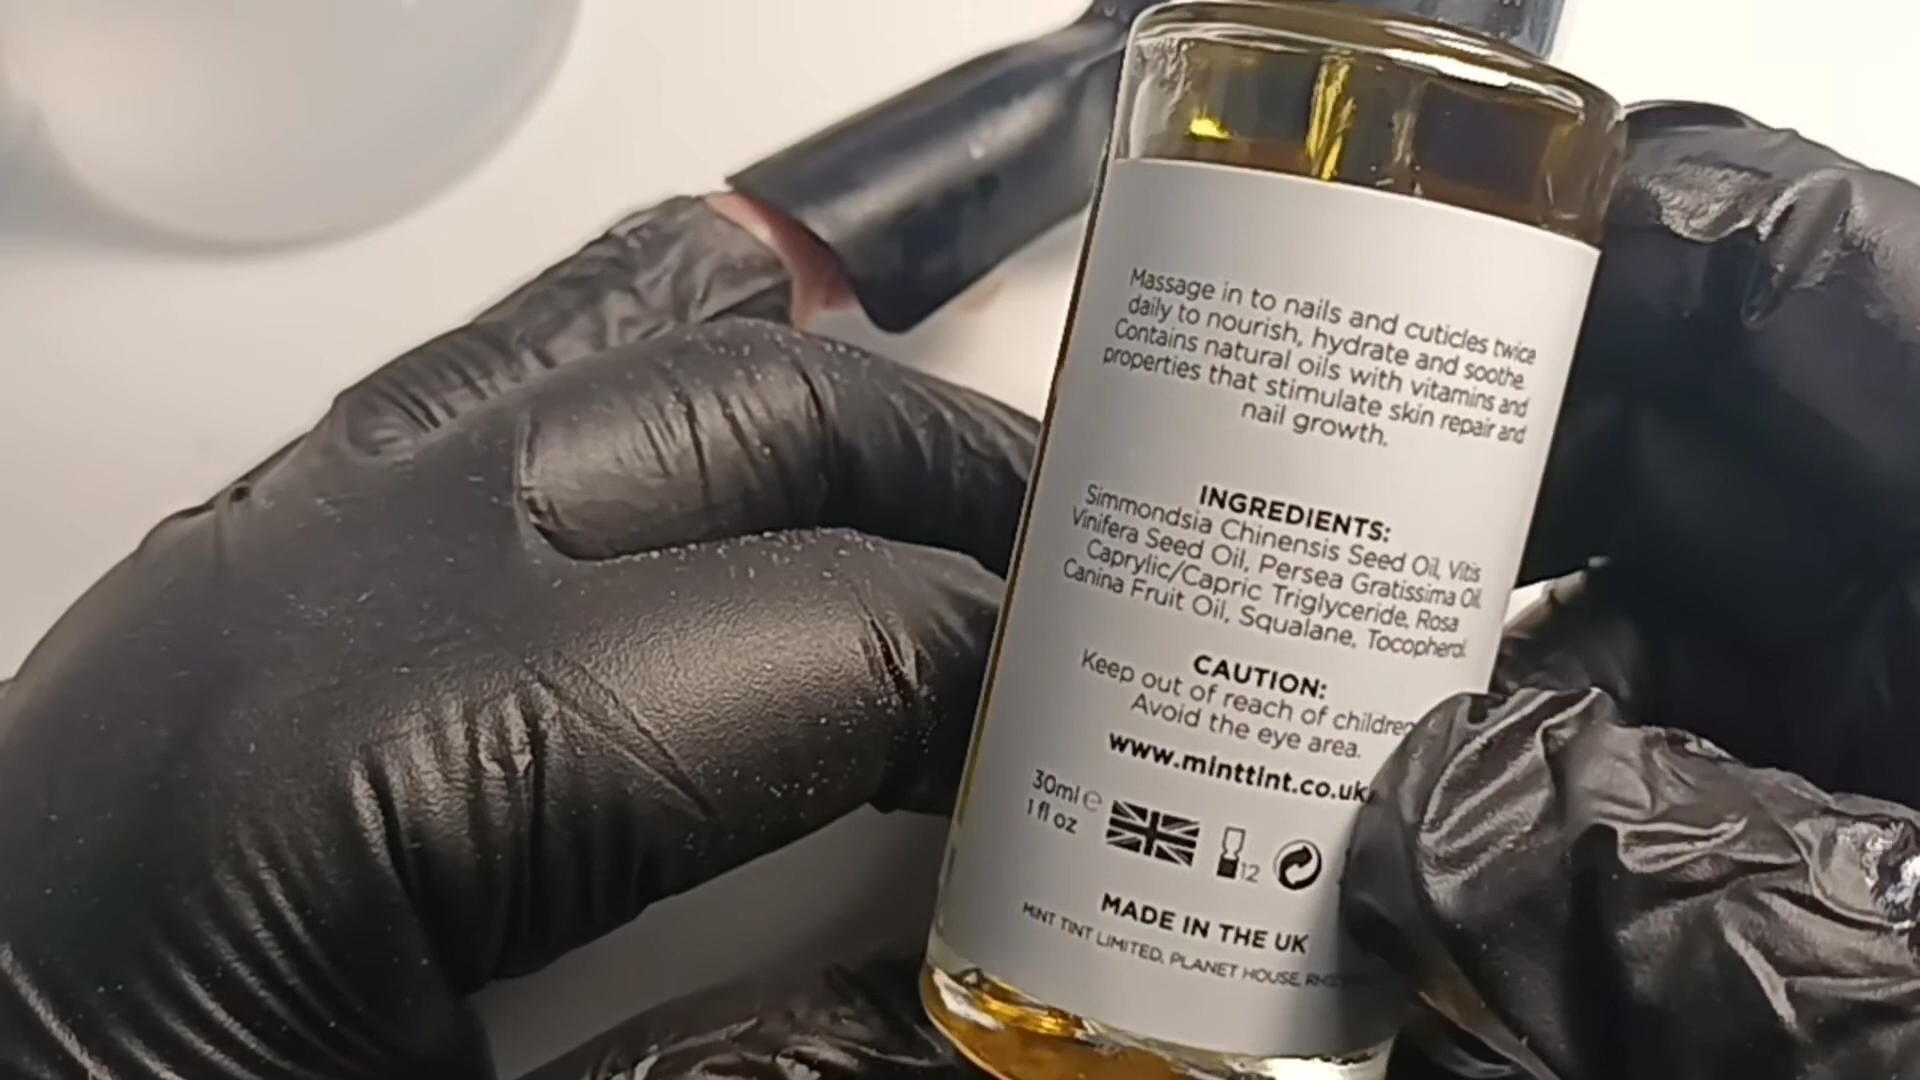 Massage in to nails and cuticles twice
daily to nourish, hydrate and soothe.
Contains natural oils with vitamins and
properties that stimulate skin repair and
nail growth.
INGREDIENTS:
Simmondsia Chinensis Seed Oil, Vitis
Vinifera Seed Oil, Persea Gratissima Oil,
Caprylic/Capric Triglyceride, Rosa
Canina Fruit Oil, Squalane, Tocopherol.
CAUTION:
Keep out of reach of children
Avoid the eye area.
www.minttint.co.uk
30ml e
1 fl oz
12
MADE IN THE UK
MINT TINT LIMITED, PLANET HOUSE,